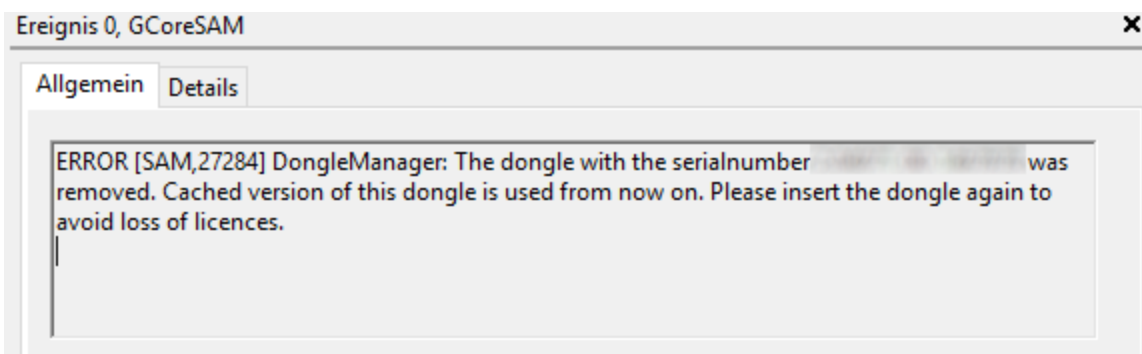 Ereignis 0, GCoreSAM
Allgemein
Details
ERROR [SAM,27284] DongleManager: The dongle with the serialnumber was
removed. Cached version of this dongle is used from now on. Please insert the dongle again to
avoid loss of licences.